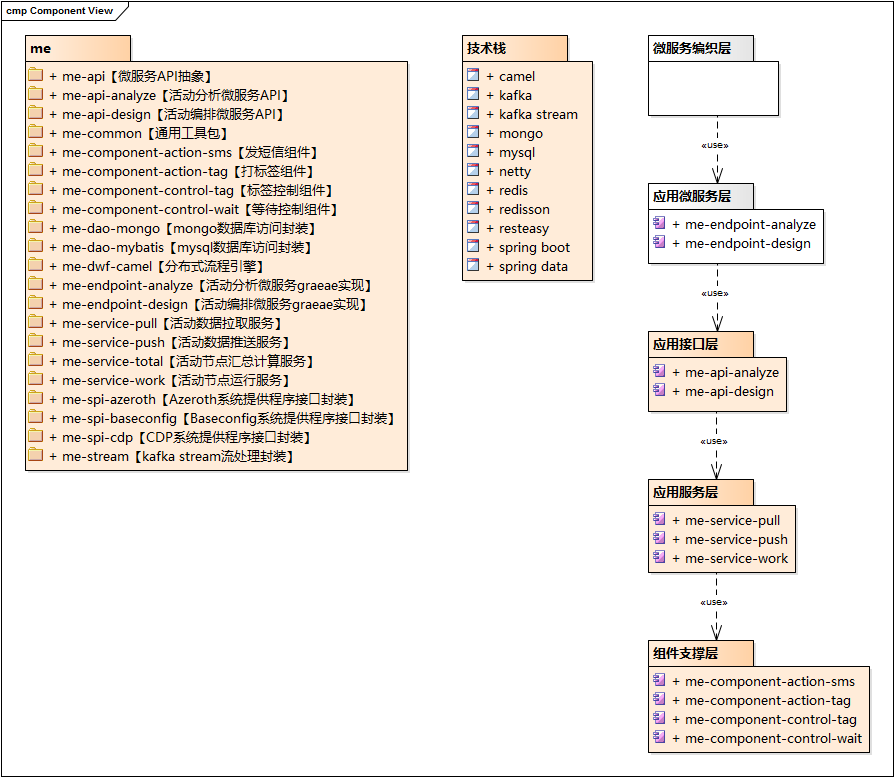 cmp Component View
me
+ me-api【微服务API抽象】
+ me-api-analyze【活动分析微服务API】
+ me-api-design【活动编排微服务API】
+ me-common【通用工具包】
+ me-component-action-sms【发短信组件】
+ me-component-action-tag【打标签组件】
+ me-component-control-tag【标签控制组件】
+ me-component-control-wait【等待控制组件】
+ me-dao-mongo【mongo数据库访问封装】
+ me-dao-mybatis【mysql数据库访问封装】
+ me-dwf-camel【分布式流程引擎】
+ me-endpoint-analyze【活动分析微服务graeae实现】
+ me-endpoint-design【活动编排微服务graeae实现】
+ me-service-pull【活动数据拉取服务】
+ me-service-push【活动数据推送服务】
+ me-service-total【活动节点汇总计算服务】
+ me-service-work【活动节点运行服务】
+ me-spi-azeroth【Azeroth系统提供程序接口封装】
+ me-spi-baseconfig【Baseconfig系统提供程序接口封装】
+ me-spi-cdp【CDP系统提供程序接口封装】
+ me-stream【kafka stream流处理封装】
技术栈
+ camel
+ kafka
+ kafka stream
+ mongo
+ mysql
+ netty
+ redis
+ redisson
+ resteasy
+ spring boot
+ spring data
微服务编织层
«use»
应用微服务层
+ me-endpoint-analyze
+ me-endpoint-design
«use»
应用接口层
+ me-api-analyze
+ me-api-design
«use»
应用服务层
+ me-service-pull
+ me-service-push
+ me-service-work
«use»
组件支撑层
+ me-component-action-sms
+ me-component-action-tag
+ me-component-control-tag
+ me-component-control-wait